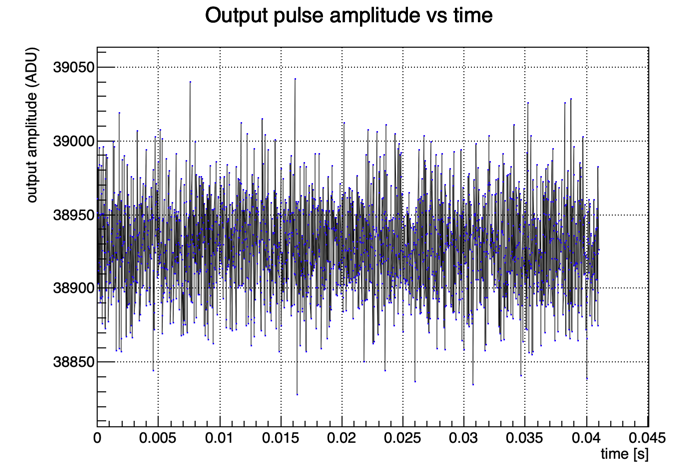 Output pulse amplitude vs time
output amplitude (ADU)
39050
39000
38950
38900
38850
0 0.005 0.01 0.015 0.02 0.025 0.03 0.035 0.04 0.045
time [s]